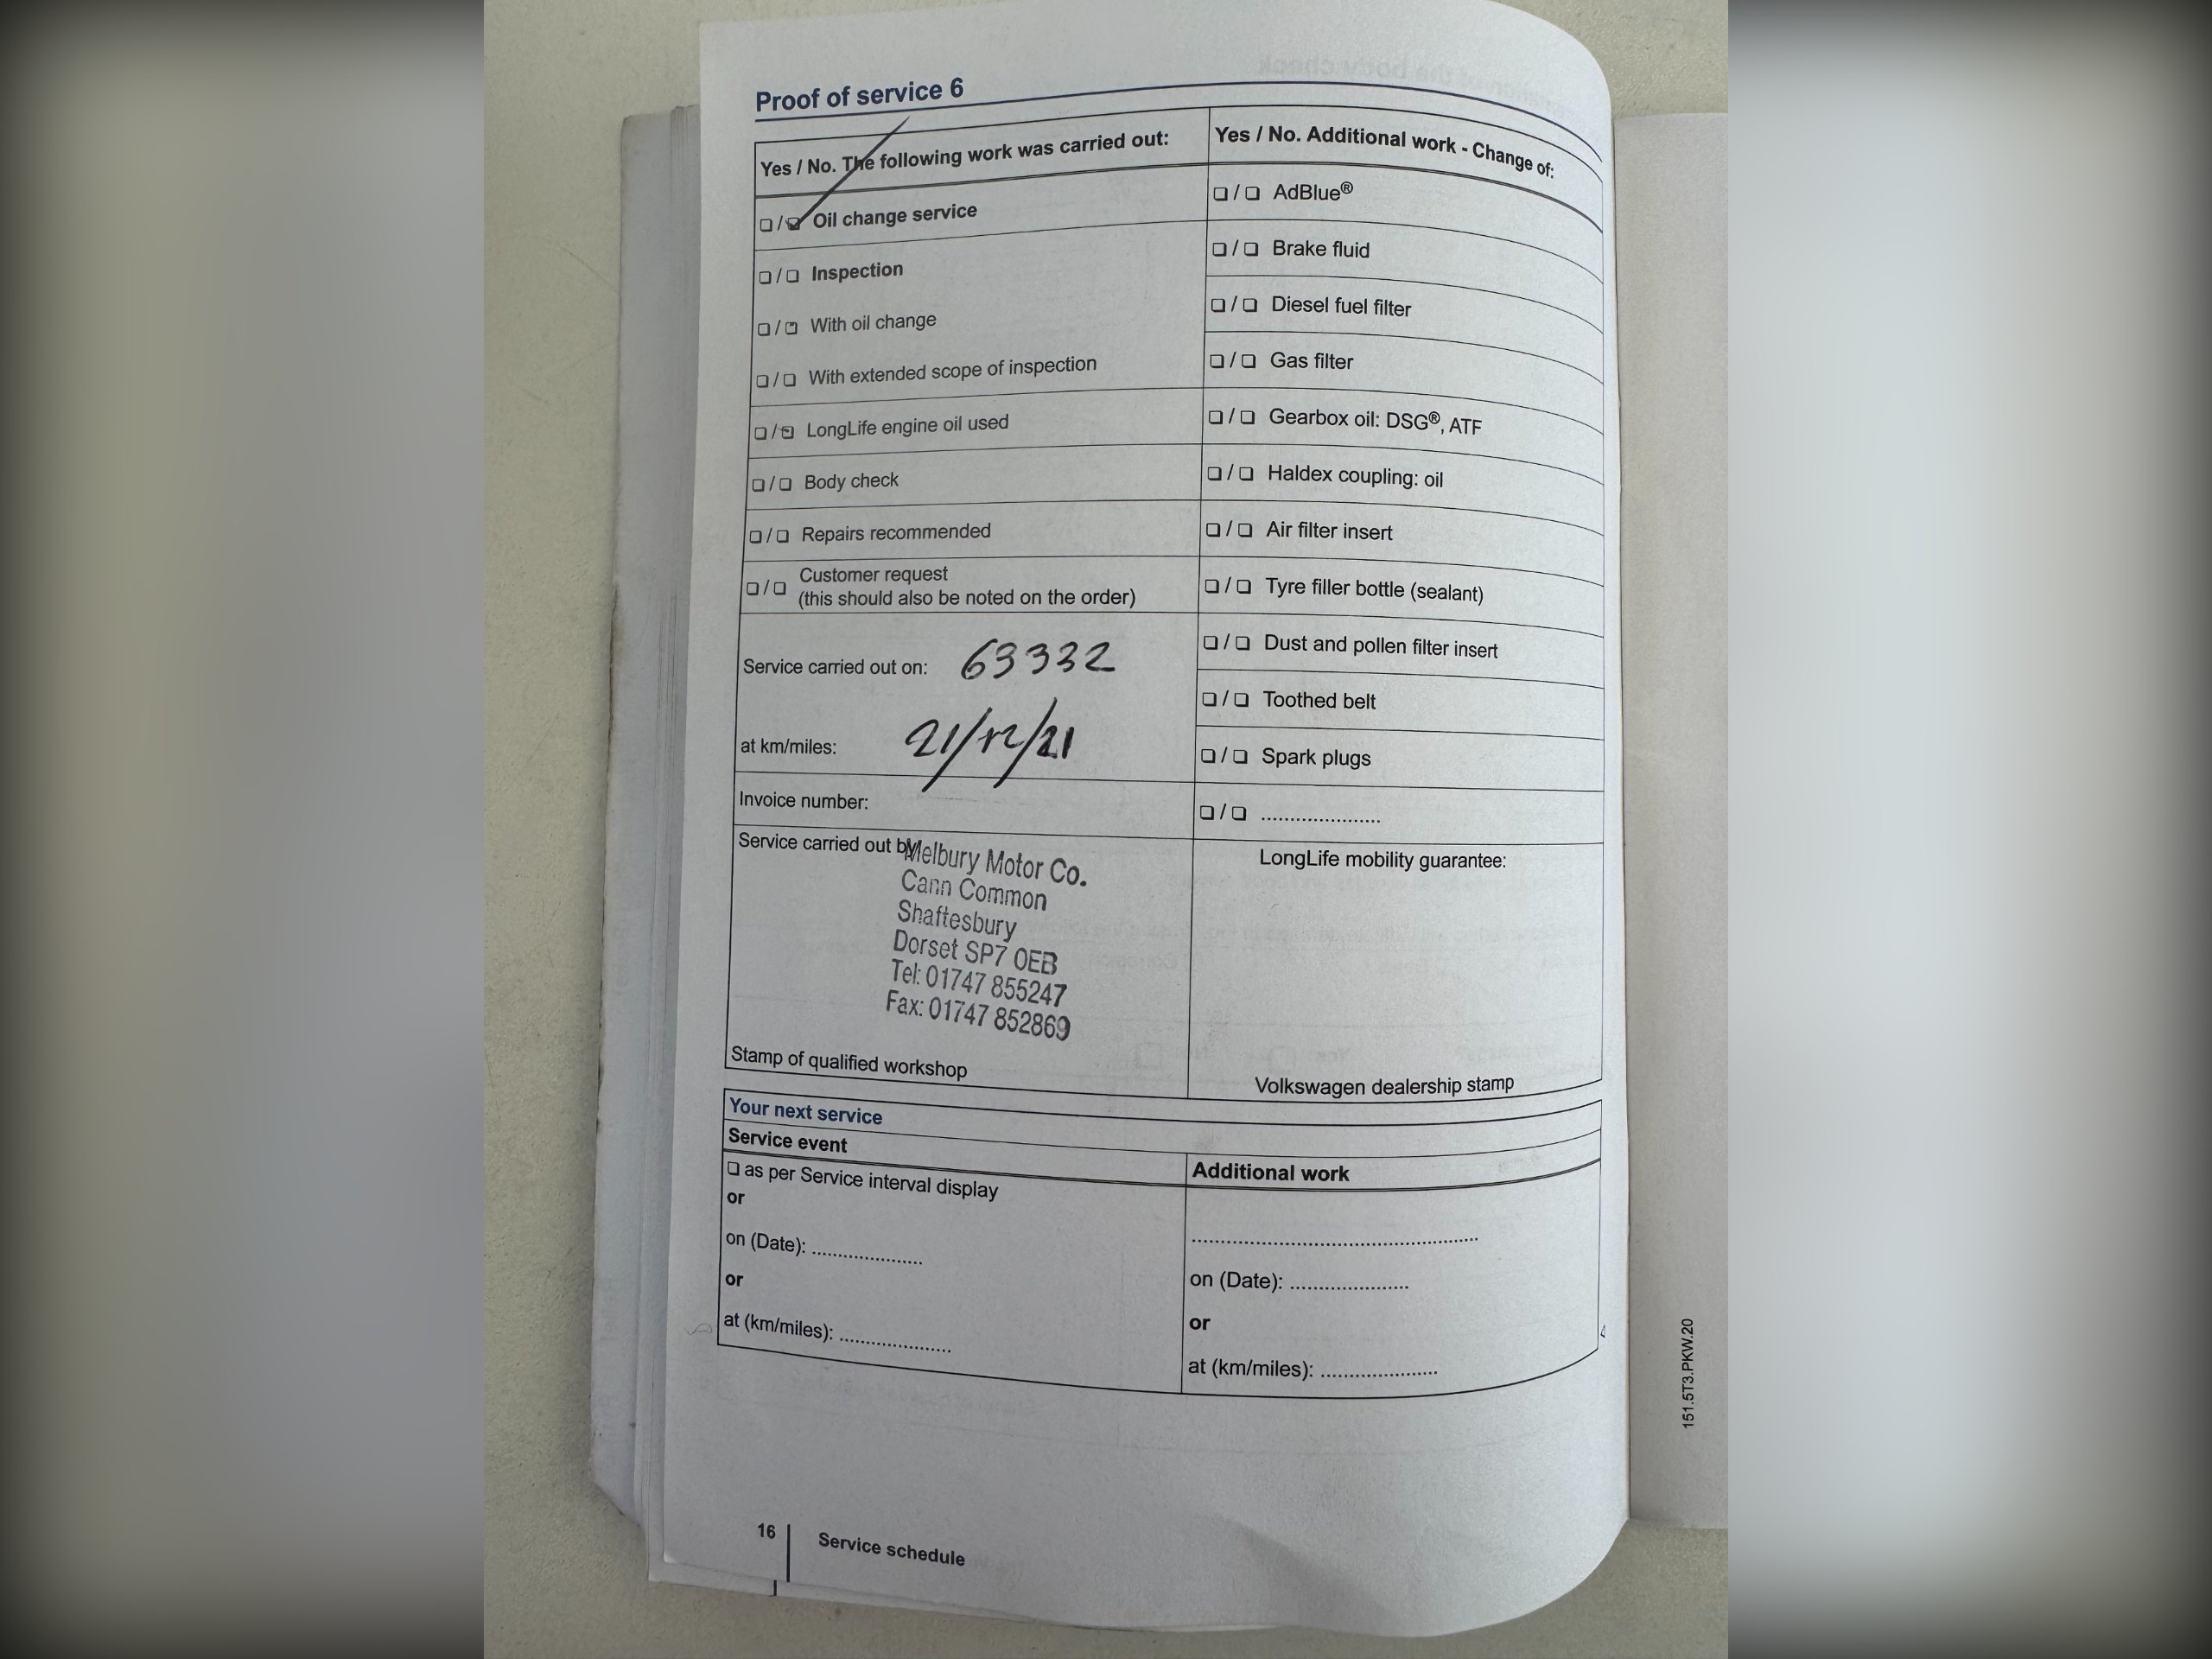 Proof of service 6
Yes / No. The following work was carried out:
☐ / ☑ Oil change service
☐ / ☐ Inspection
☐ / ☐ With oil change
☐ / ☐ With extended scope of inspection
☐ / ☐ LongLife engine oil used
☐ / ☐ Body check
☐ / ☐ Repairs recommended
☐ / ☐ Customer request
(this should also be noted on the order)
Service carried out on: 63332
at km/miles: 21/12/21
Invoice number:
Service carried out by
Melbury Motor Co.
Cann Common
Shaftesbury
Dorset SP7 0EB
Tel: 01747 855247
Fax: 01747 852869
Stamp of qualified workshop
Yes / No. Additional work - Change of:
☐ / ☐ AdBlue®
☐ / ☐ Brake fluid
☐ / ☐ Diesel fuel filter
☐ / ☐ Gas filter
☐ / ☐ Gearbox oil: DSG®, ATF
☐ / ☐ Haldex coupling: oil
☐ / ☐ Air filter insert
☐ / ☐ Tyre filler bottle (sealant)
☐ / ☐ Dust and pollen filter insert
☐ / ☐ Toothed belt
☐ / ☐ Spark plugs
☐ / ☐ .....................
LongLife mobility guarantee:
Volkswagen dealership stamp
Your next service
Service event
☐ as per Service interval display
or
on (Date): ....................
or
at (km/miles): ....................
Additional work
..................................................
on (Date): .....................
or
at (km/miles): .....................
16
Service schedule
151.5T3.PKW.20